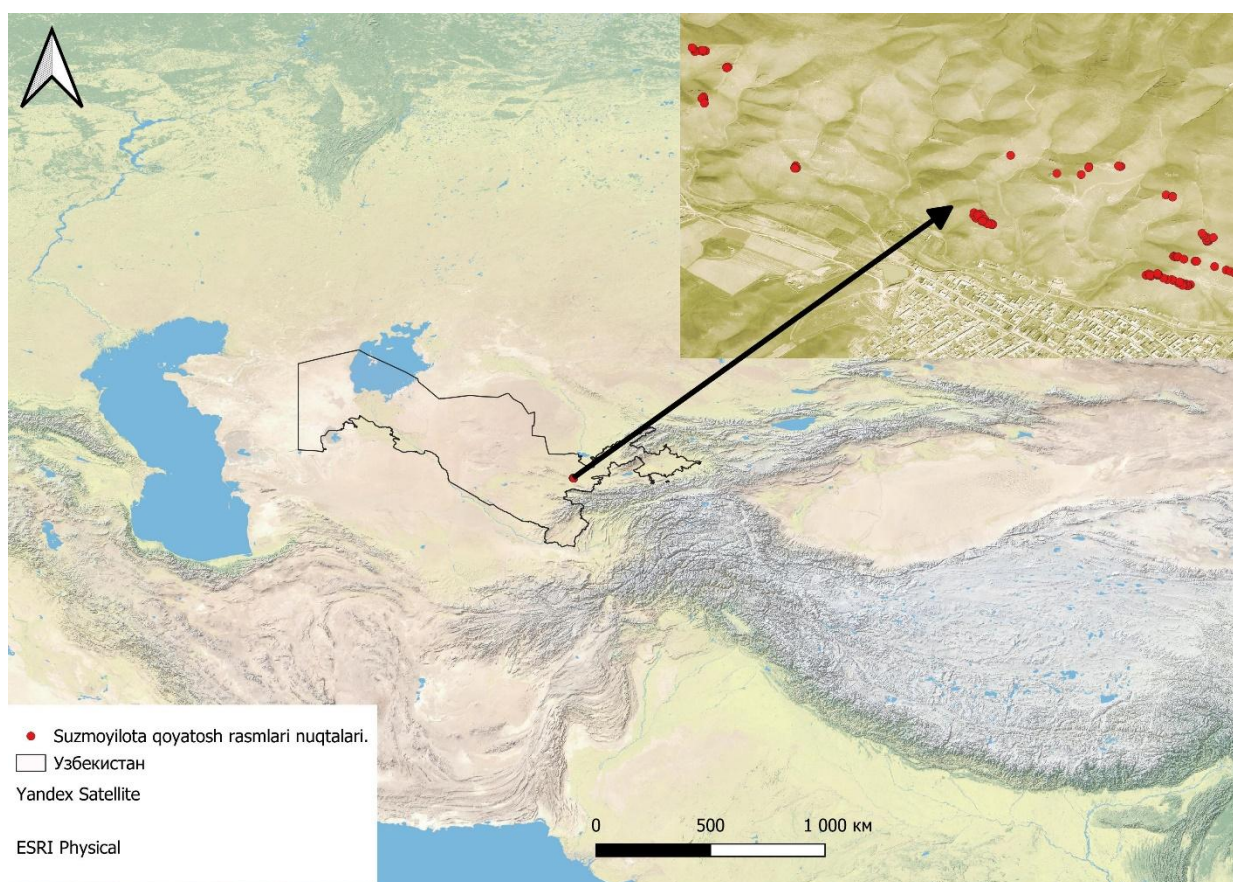 Suzmoyilota qoyatosh rasmlari nuqtalari.
Узбекистан
Yandex Satellite
ESRI Physical
0 500 1 000 км